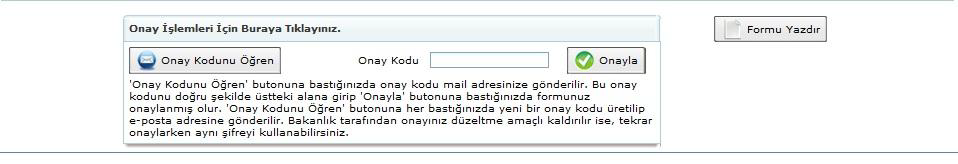 Onay İşlemleri İçin Buraya Tıklayınız.
Formu Yazdır
Onay Kodunu Öğren Onay Kodu Onayla
'Onay Kodunu Öğren' butonuna bastığınızda onay kodu mail adresinize gönderilir. Bu onay
kodunu doğru şekilde üstteki alana girip 'Onayla' butonuna bastığınızda formunuz
onaylanmış olur. 'Onay Kodunu Öğren' butonuna her bastığınızda yeni bir onay kodu üretilip
e-posta adresine gönderilir. Bakanlık tarafından onayınız düzeltme amaçlı kaldırılır ise, tekrar
onaylarken aynı şifreyi kullanabilirsiniz.